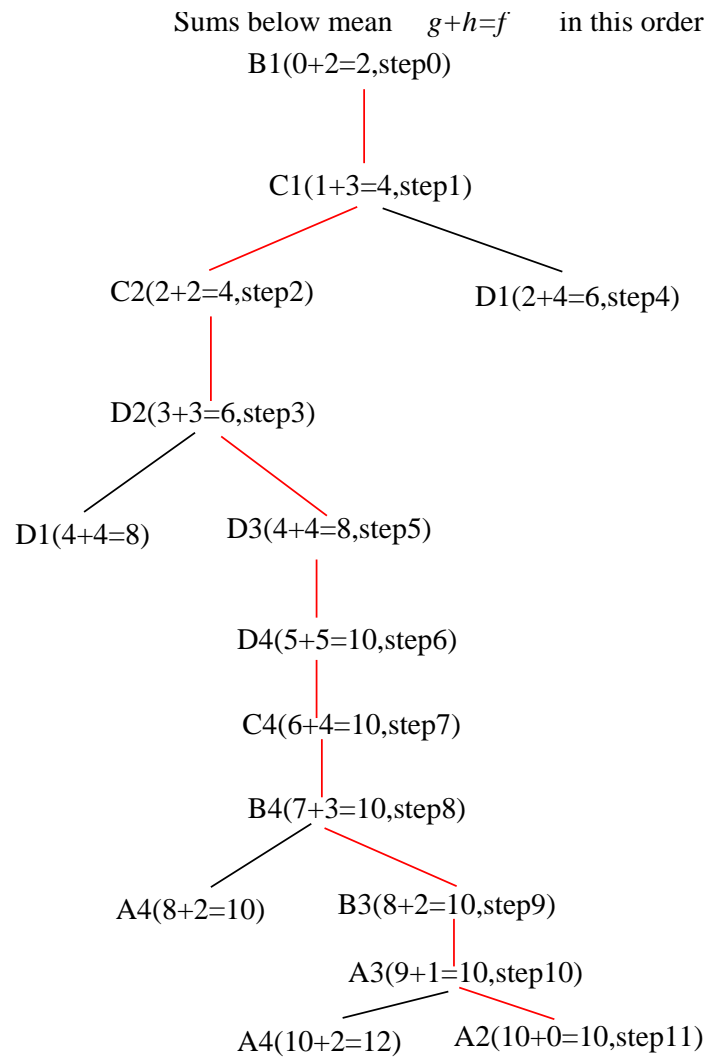 Sums below mean g+h=f in this order
B1(0+2=2,step0)
C1(1+3=4,step1)
C2(2+2=4,step2)
D1(2+4=6,step4)
D2(3+3=6,step3)
D1(4+4=8)
D3(4+4=8,step5)
D4(5+5=10,step6)
C4(6+4=10,step7)
B4(7+3=10,step8)
A4(8+2=10)
B3(8+2=10,step9)
A3(9+1=10,step10)
A4(10+2=12)
A2(10+0=10,step11)